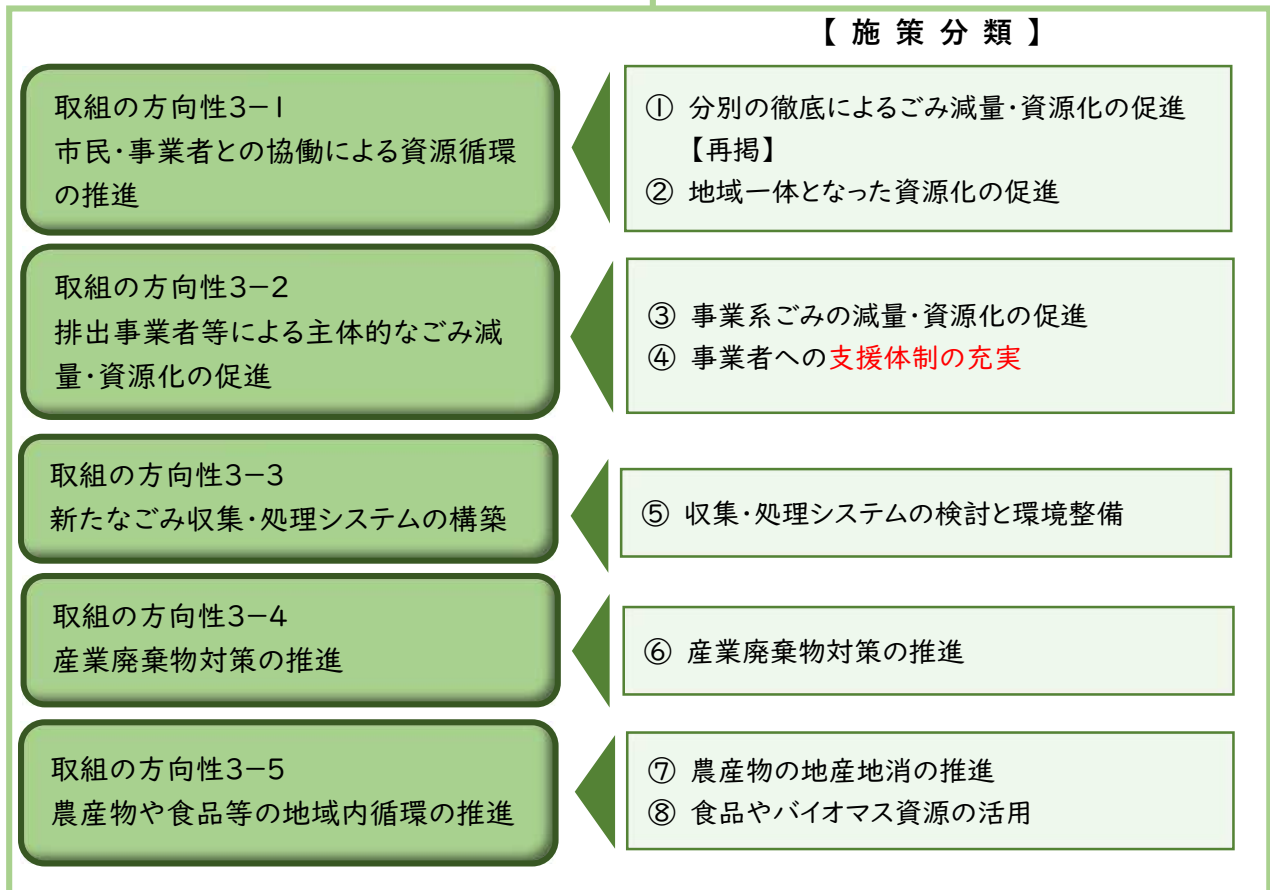 【 施 策 分 類 】
取組の方向性3－1
市民・事業者との協働による資源循環
の推進
① 分別の徹底によるごみ減量・資源化の促進
【再掲】
② 地域一体となった資源化の促進
取組の方向性3－2
排出事業者等による主体的なごみ減
量・資源化の促進
③ 事業系ごみの減量・資源化の促進
④ 事業者への支援体制の充実
取組の方向性3－3
新たなごみ収集・処理システムの構築
⑤ 収集・処理システムの検討と環境整備
取組の方向性3－4
産業廃棄物対策の推進
⑥ 産業廃棄物対策の推進
取組の方向性3－5
農産物や食品等の地域内循環の推進
⑦ 農産物の地産地消の推進
⑧ 食品やバイオマス資源の活用